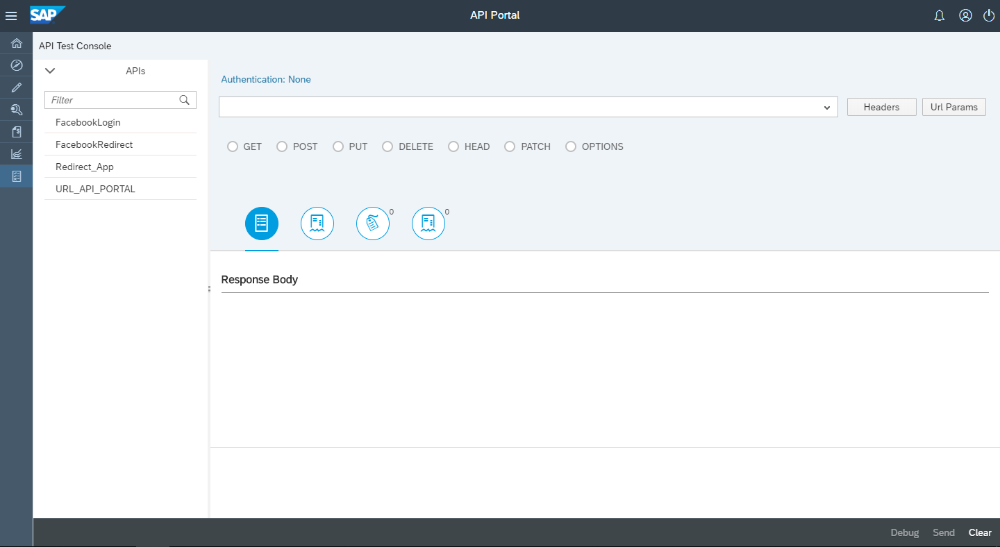 SAP
API Portal
API Test Console
APIs
Authentication: None
Filter
Headers
Url Params
FacebookLogin
FacebookRedirect
Redirect_App
URL_API_PORTAL
GET
POST
PUT
DELETE
HEAD
PATCH
OPTIONS
0
0
Response Body
Debug
Send
Clear